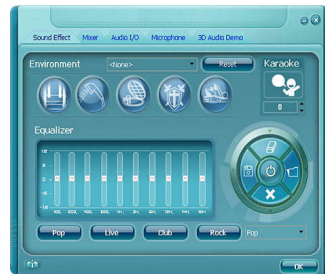 Sound Effect Mixer Audio I/O Microphone 3D Audio Demo
Environment <None> Reset Karaoke
0
Equalizer
Pop Live Club Rock Pop
OK